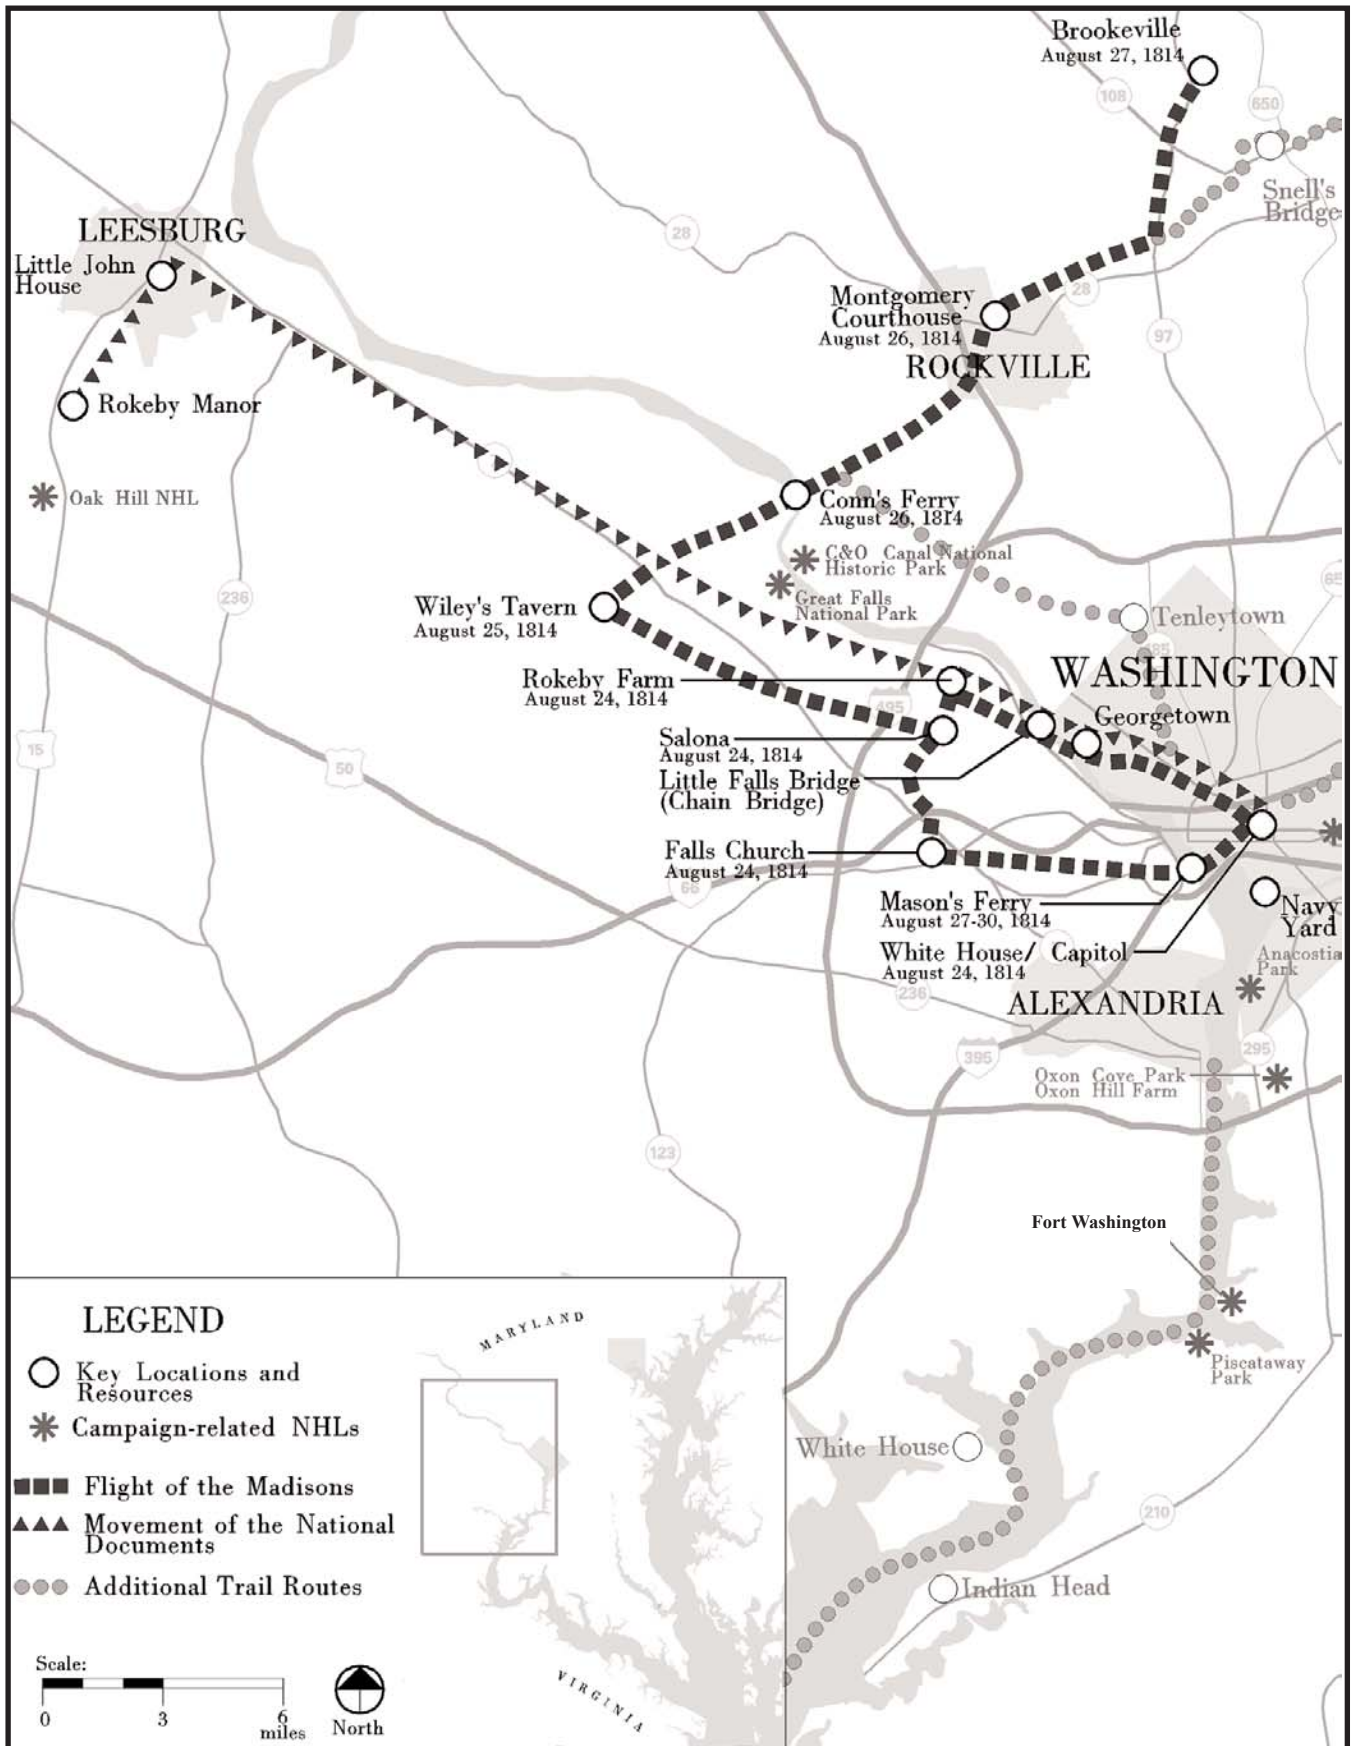 Brookeville
August 27, 1814
108
650
Snell's
Bridge
28
LEESBURG
Little John
House
Montgomery
Courthouse
August 26, 1814
28
97
ROCKVILLE
Rokeby Manor
Oak Hill NHL
Conn's Ferry
August 26, 1814
C&O Canal National
Historic Park
Great Falls
National Park
236
65
Wiley's Tavern
August 25, 1814
Tenleytown
WASHINGTON
Rokeby Farm
August 24, 1814
495
Georgetown
Salona
August 24, 1814
15
50
Little Falls Bridge
(Chain Bridge)
Falls Church
August 24, 1814
66
Mason's Ferry
August 27-30, 1814
Navy
Yard
White House/ Capitol
August 24, 1814
Anacostia
Park
236
ALEXANDRIA
395
295
Oxon Cove Park
Oxon Hill Farm
123
Fort Washington
Piscataway
Park
White House
210
Indian Head
LEGEND
Key Locations and
Resources
Campaign-related NHLs
Flight of the Madisons
Movement of the National
Documents
Additional Trail Routes
MARYLAND
VIRGINIA
Scale:
0 3 6
miles
North